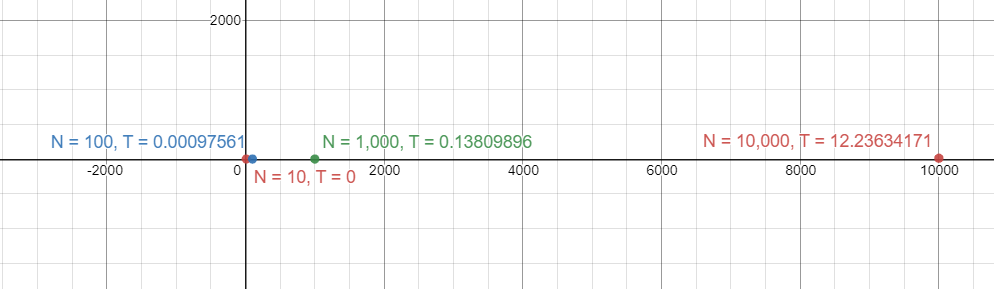 2000
N = 100, T = 0.00097561
N = 1,000, T = 0.13809896
N = 10,000, T = 12.23634171
-2000
0
2000
4000
6000
8000
10000
N = 10, T = 0